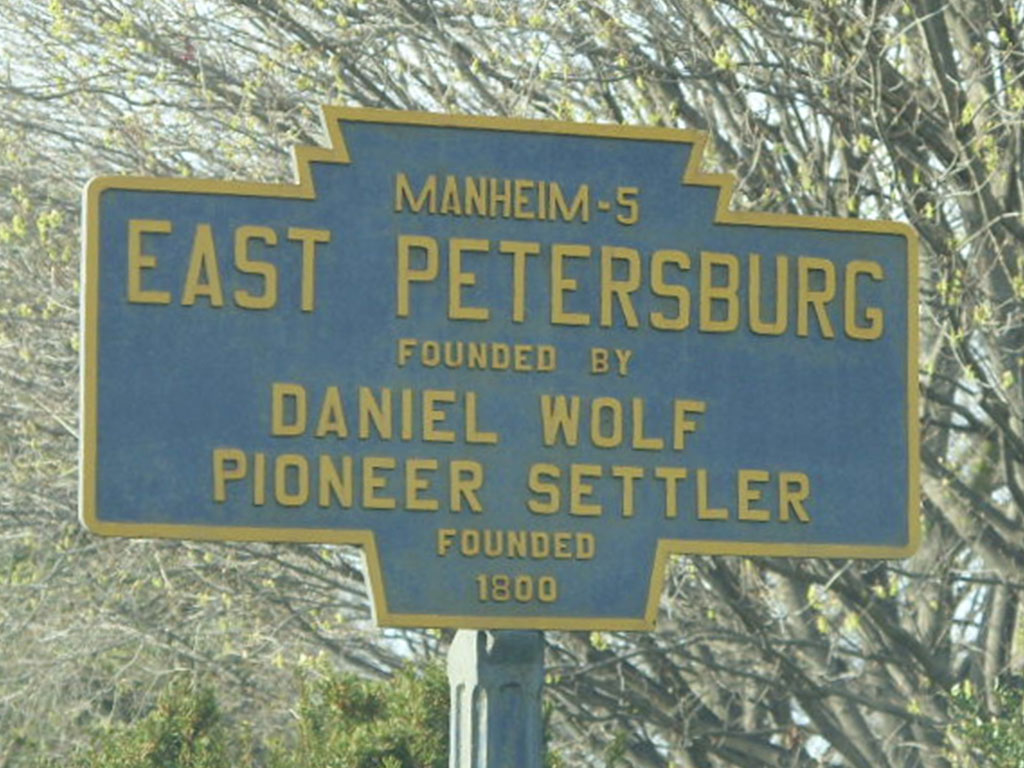 MANHEIM-5
EAST PETERSBURG
FOUNDED BY
DANIEL WOLF
PIONEER SETTLER
FOUNDED
1800